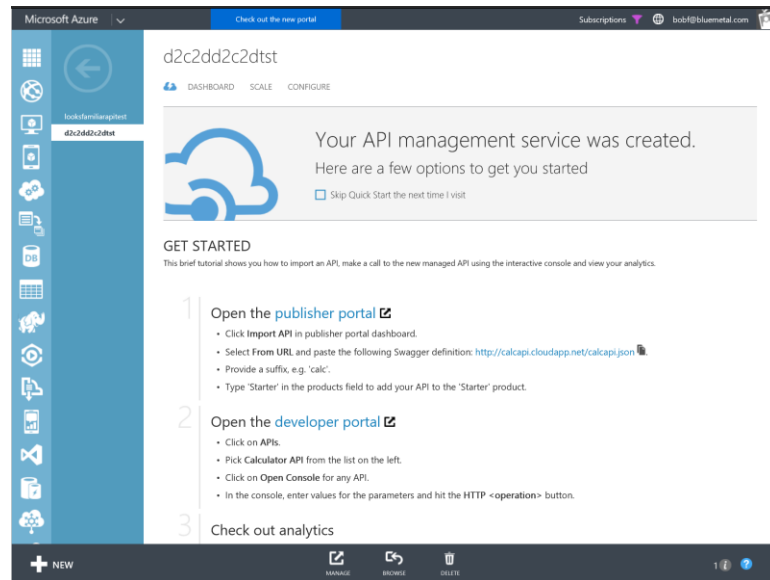 Microsoft Azure
Check out the new portal
Subscriptions
bobf@bluemetal.com
d2c2dd2c2dtst
DASHBOARD SCALE CONFIGURE
looksfamiliarapitest
d2c2dd2c2dtst
Your API management service was created.
Here are a few options to get you started
Skip Quick Start the next time I visit
GET STARTED
This brief tutorial shows you how to import an API, make a call to the new managed API using the interactive console and view your analytics.
1 Open the publisher portal
• Click Import API in publisher portal dashboard.
• Select From URL and paste the following Swagger definition: http://calcapi.cloudapp.net/calcapi.json .
• Provide a suffix, e.g. 'calc'.
• Type 'Starter' in the products field to add your API to the 'Starter' product.
2 Open the developer portal
• Click on APIs.
• Pick Calculator API from the list on the left.
• Click on Open Console for any API.
• In the console, enter values for the parameters and hit the HTTP <operation> button.
3 Check out analytics
DB
NEW
MANAGE BROWSE DELETE
1 i ?